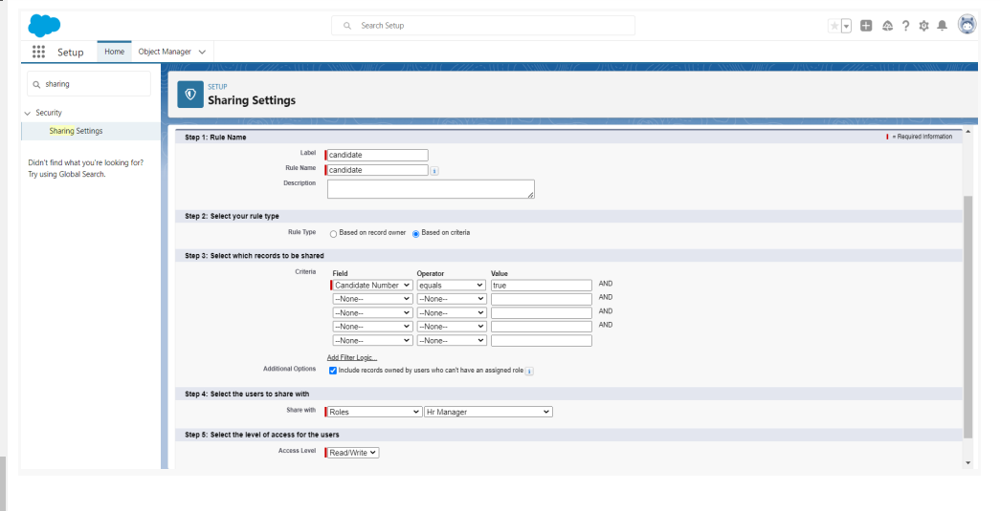 Search Setup
Setup Home Object Manager
sharing
SETUP
Sharing Settings
Security
Sharing Settings
Didn't find what you're looking for?
Try using Global Search.
Step 1: Rule Name = Required Information
Label candidate
Rule Name candidate i
Description
Step 2: Select your rule type
Rule Type Based on record owner Based on criteria
Step 3: Select which records to be shared
Criteria Field Operator Value
Candidate Number equals true AND
--None-- --None-- AND
--None-- --None-- AND
--None-- --None-- AND
--None-- --None--
Add Filter Logic...
Additional Options Include records owned by users who can't have an assigned role i
Step 4: Select the users to share with
Share with Roles Hr Manager
Step 5: Select the level of access for the users
Access Level Read/Write